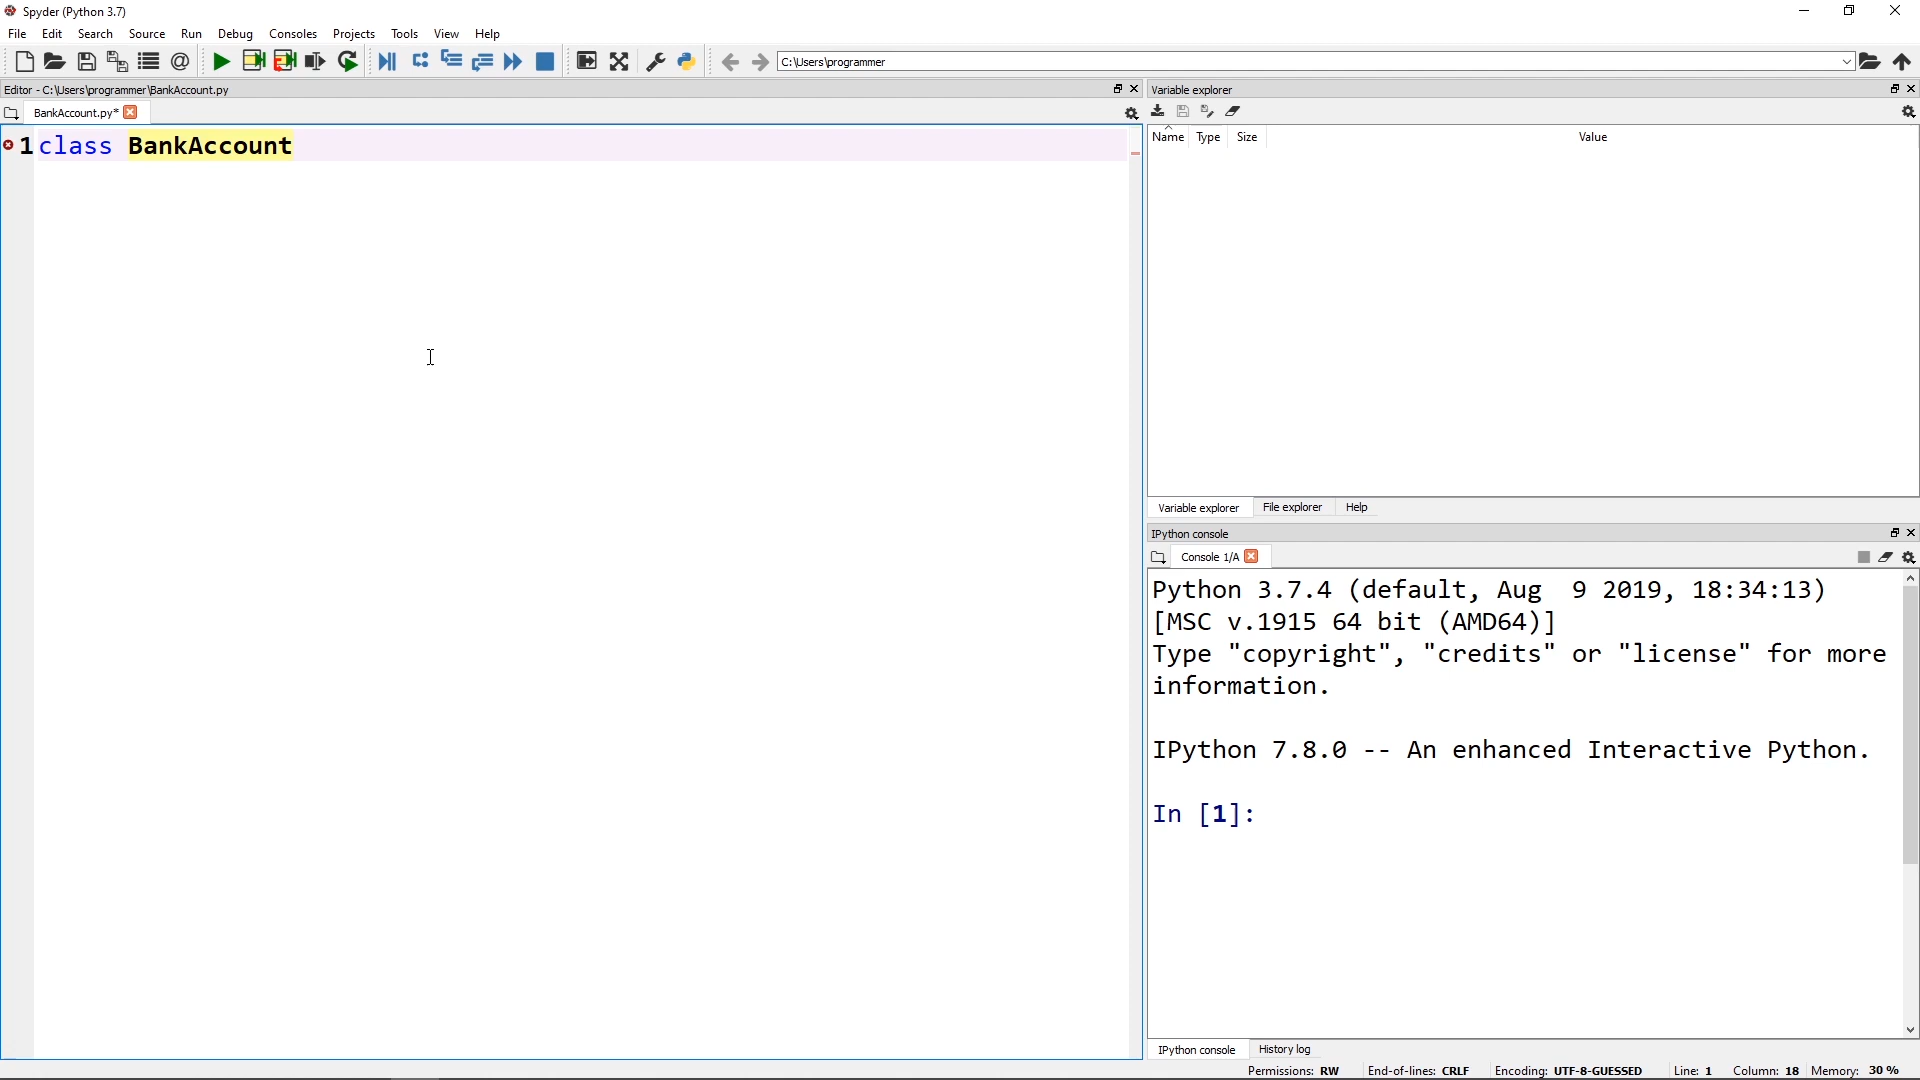 Spyder (Python 3.7)
File Edit Search Source Run Debug Consoles Projects Tools View Help
C:\Users\programmer
Editor - C:\Users\programmer\BankAccount.py
BankAccount.py*
1 class BankAccount
Variable explorer
Name Type Size Value
Variable explorer File explorer Help
IPython console
Console 1/A
Python 3.7.4 (default, Aug  9 2019, 18:34:13)
[MSC v.1915 64 bit (AMD64)]
Type "copyright", "credits" or "license" for more
information.
IPython 7.8.0 -- An enhanced Interactive Python.
In [1]:
IPython console History log
Permissions: RW End-of-lines: CRLF Encoding: UTF-8-GUESSED Line: 1 Column: 18 Memory: 30 %